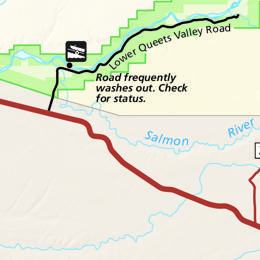 Lower Queets Valley Road
Road frequently
washes out. Check
for status.
Salmon River